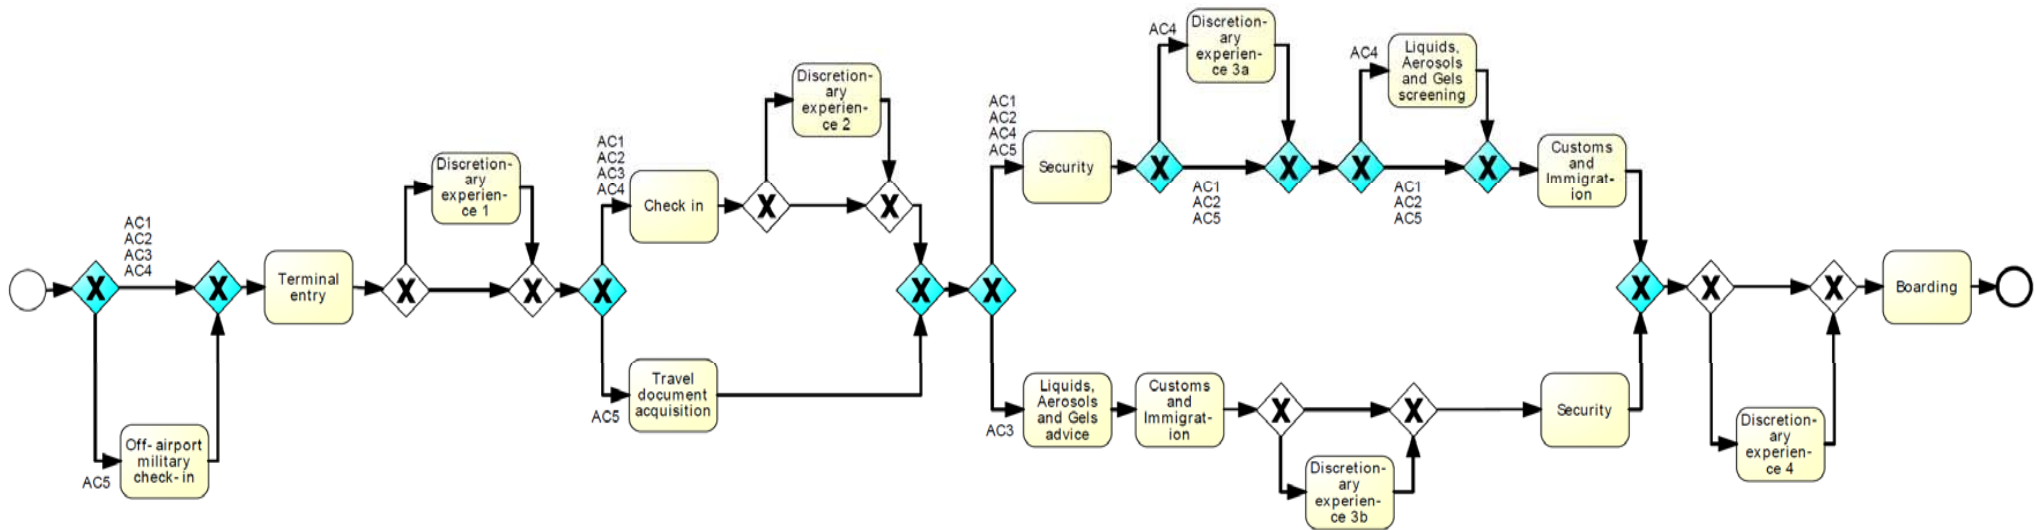 AC1
AC2
AC3
AC4
X
X
AC5
Off- airport
military
check- in
Terminal
entry
X
Discretion-
ary
experien-
ce 1
X
X
AC1
AC2
AC3
AC4
Check in
X
Discretion-
ary
experien-
ce 2
X
AC5
Travel
document
acquisition
X
X
AC1
AC2
AC4
AC5
Security
X
AC4
Discretion-
ary
experien-
ce 3a
AC1
AC2
AC5
X
X
AC4
Liquids,
Aerosols
and Gels
screening
AC1
AC2
AC5
X
Customs
and
Immigrat-
ion
AC3
Liquids,
Aerosols
and Gels
advice
Customs
and
Immigrat-
ion
X
Discretion-
ary
experien-
ce 3b
X
Security
X
X
Discretion-
ary
experien-
ce 4
X
Boarding